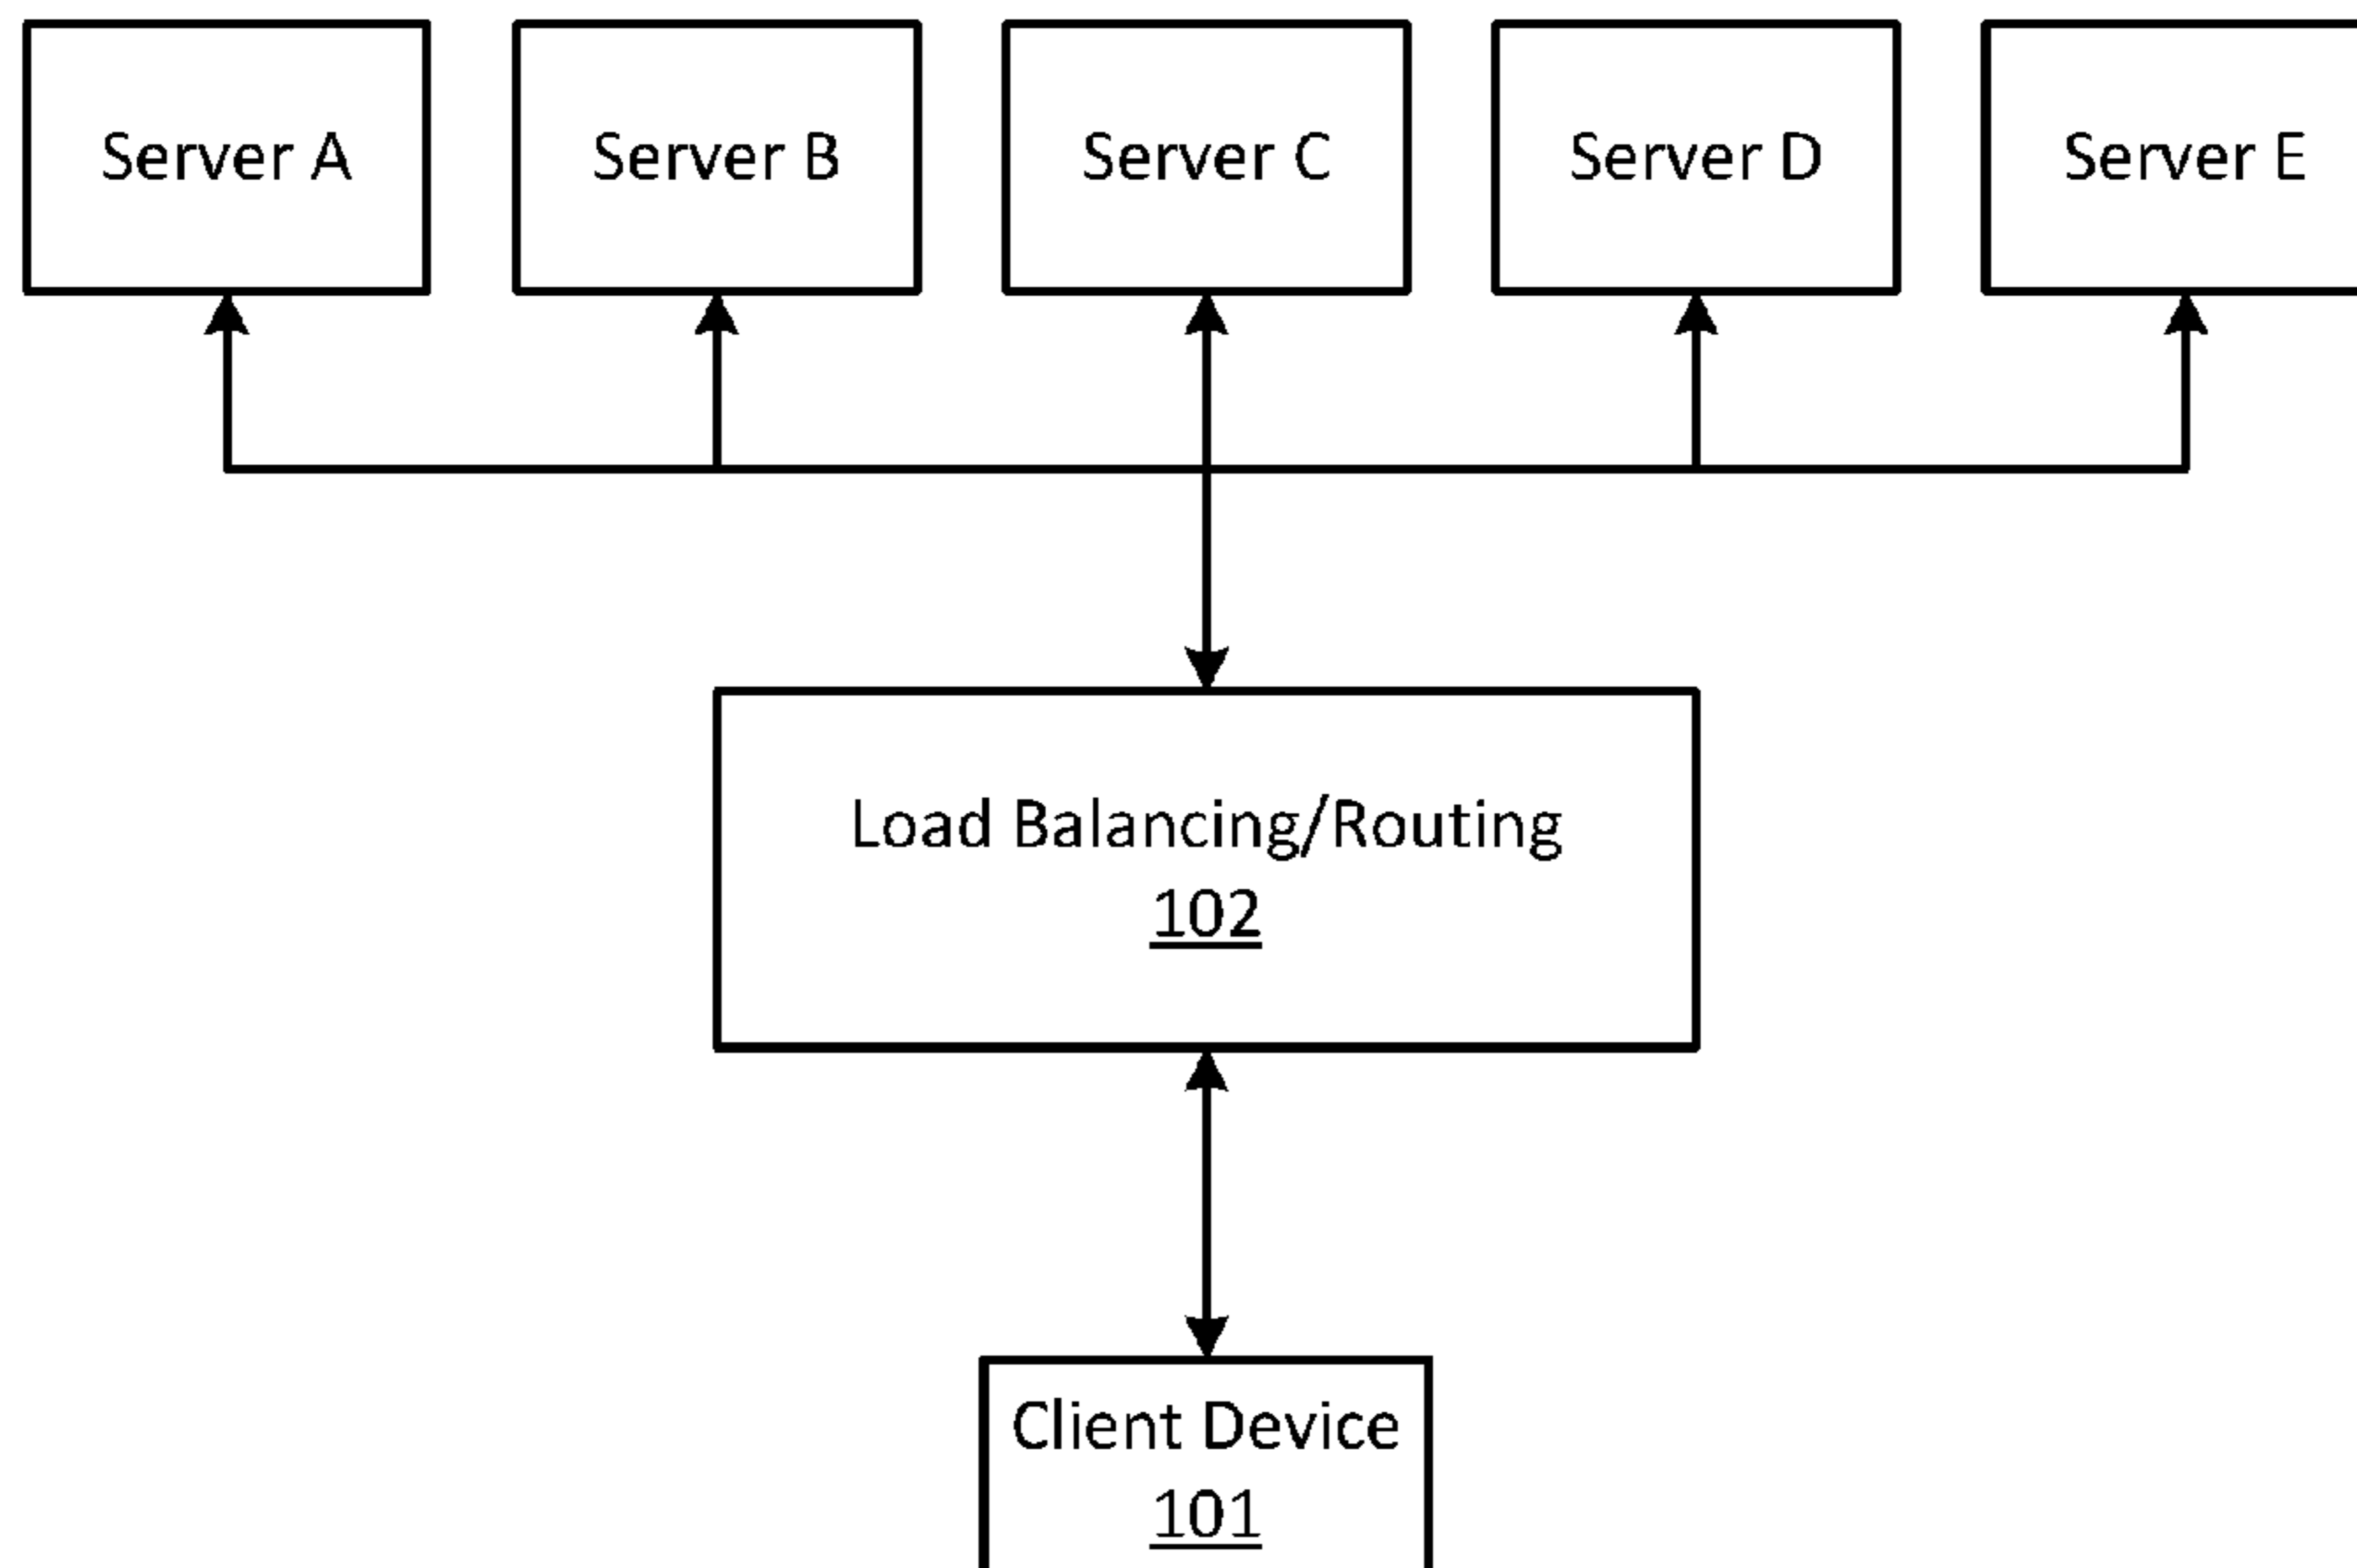 Server A
Server B
Server C
Server D
Server E
Load Balancing/Routing
102
Client Device
101